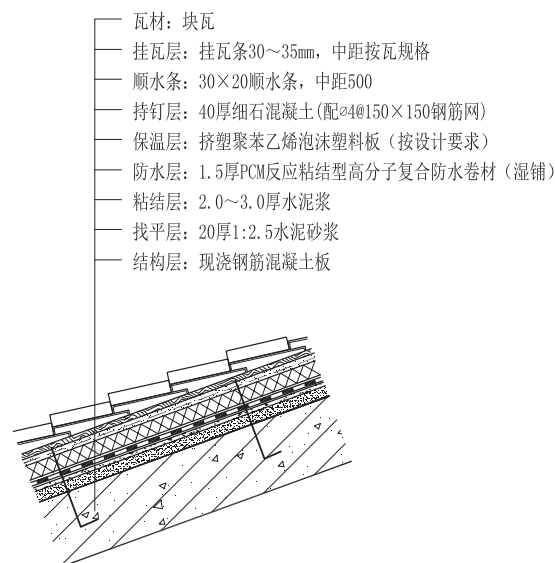 瓦材：块瓦
挂瓦层：挂瓦条30～35mm，中距按瓦规格
顺水条：30×20顺水条，中距500
持钉层：40厚细石混凝土(配⌀4@150×150钢筋网)
保温层：挤塑聚苯乙烯泡沫塑料板（按设计要求）
防水层：1.5厚PCM反应粘结型高分子复合防水卷材（湿铺）
粘结层：2.0～3.0厚水泥浆
找平层：20厚1:2.5水泥砂浆
结构层：现浇钢筋混凝土板